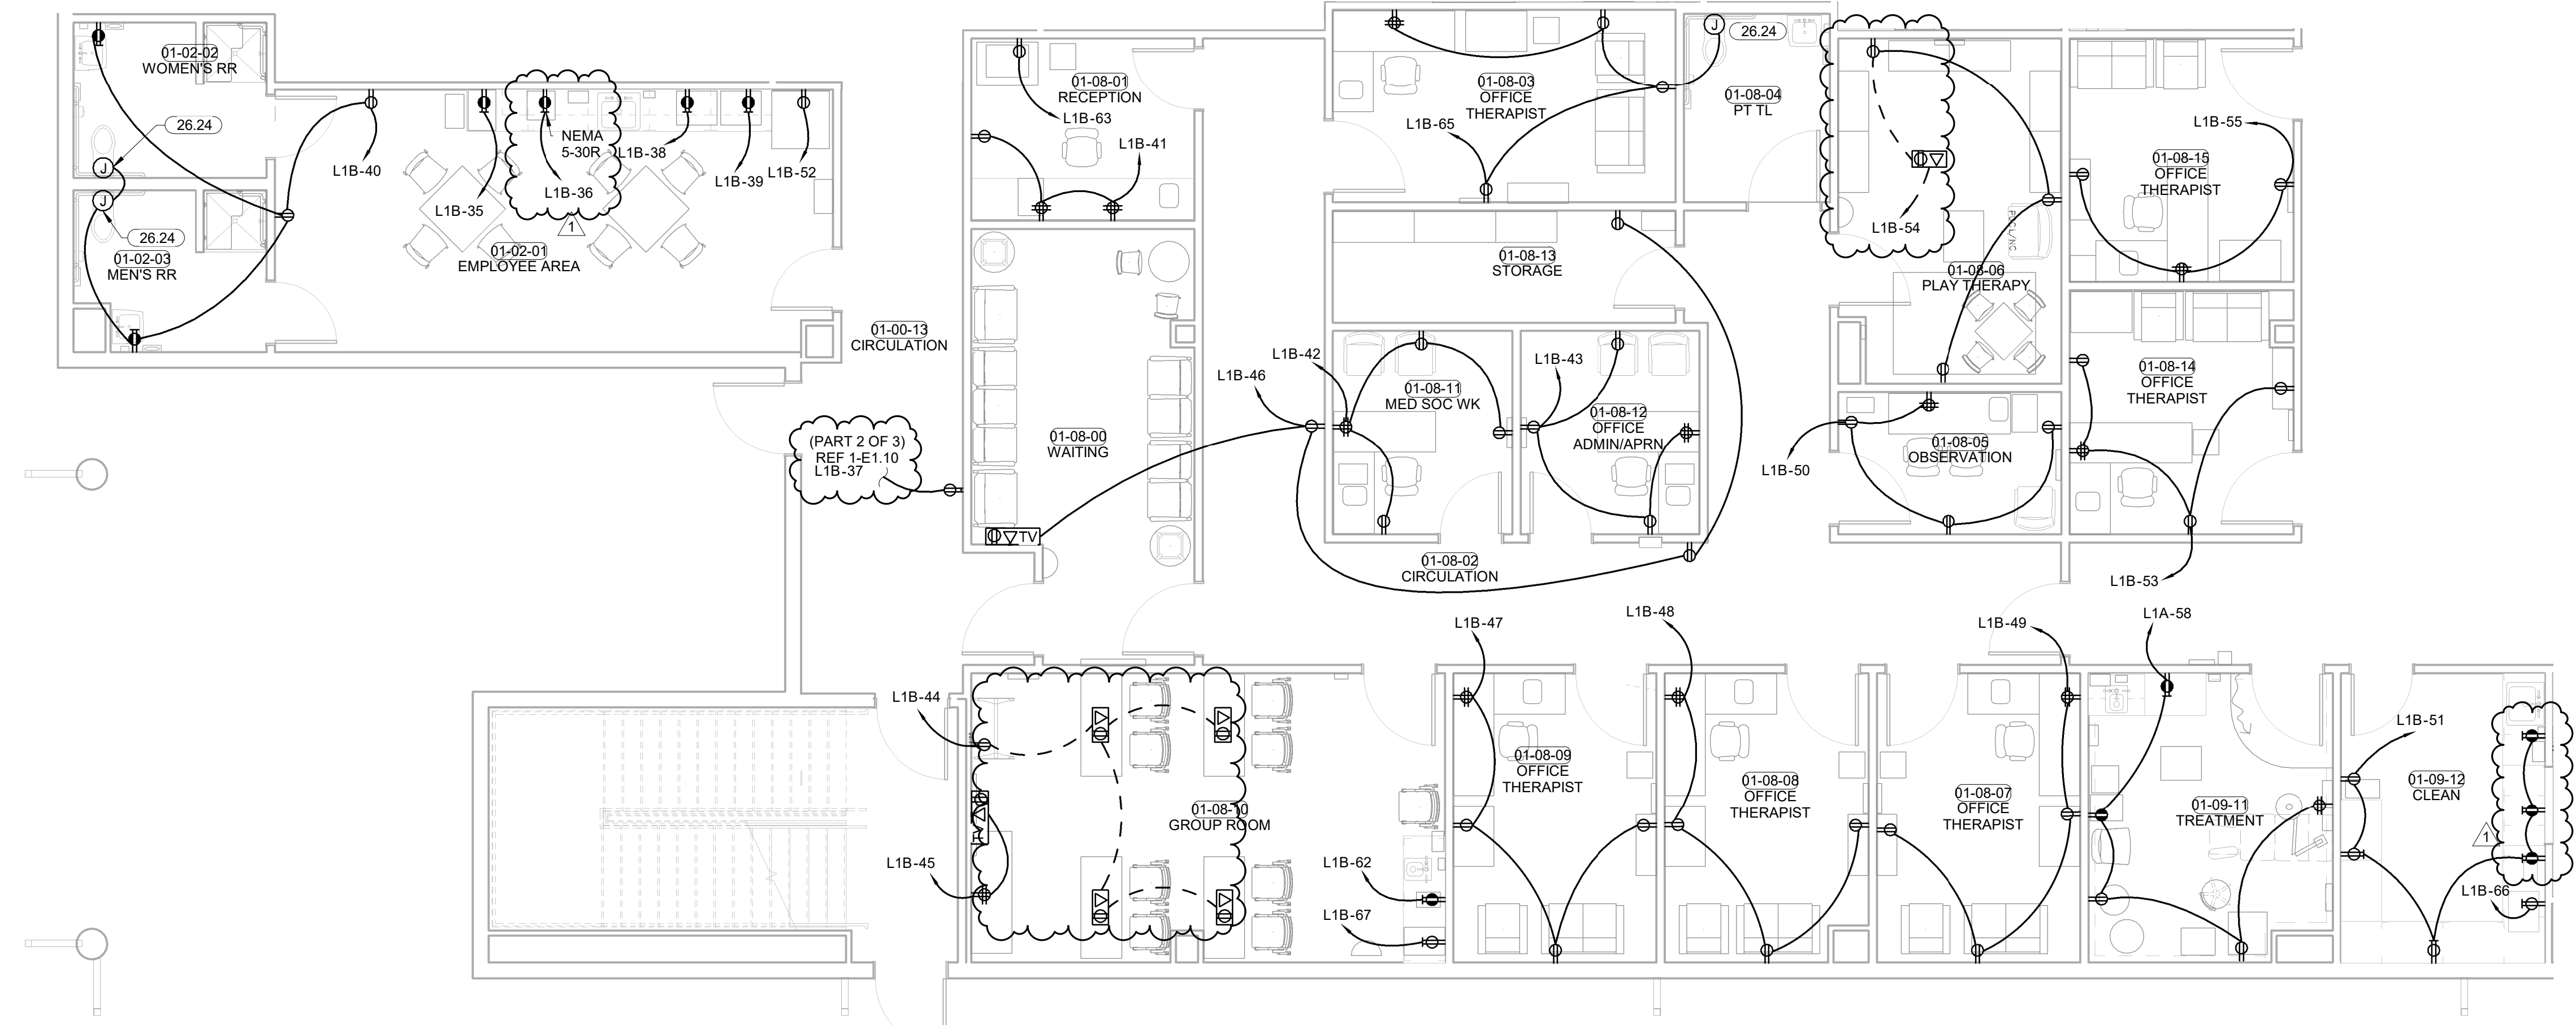 01-02-02
WOMEN'S RR
26.24
J
J
26.24
01-02-03
MEN'S RR
L1B-40
L1B-35
NEMA
5-30R
L1B-36
1
L1B-38
L1B-39
L1B-52
01-02-01
EMPLOYEE AREA
01-00-13
CIRCULATION
01-08-01
RECEPTION
L1B-63
L1B-41
01-08-03
OFFICE
THERAPIST
L1B-65
J
26.24
01-08-04
PT TL
L1B-54
01-08-06
PLAY THERAPY
L1B-55
01-08-15
OFFICE
THERAPIST
01-08-13
STORAGE
L1B-42
L1B-46
01-08-11
MED SOC WK
L1B-43
01-08-12
OFFICE
ADMIN/APRN
01-08-14
OFFICE
THERAPIST
(PART 2 OF 3)
REF 1-E1.10
L1B-37
01-08-00
WAITING
TV
L1B-50
01-08-05
OBSERVATION
01-08-02
CIRCULATION
L1B-53
L1B-47
L1B-48
L1B-49
L1A-58
L1B-44
L1B-45
TV
01-08-10
GROUP ROOM
L1B-62
L1B-67
01-08-09
OFFICE
THERAPIST
01-08-08
OFFICE
THERAPIST
01-08-07
OFFICE
THERAPIST
01-09-11
TREATMENT
L1B-51
01-09-12
CLEAN
1
L1B-66